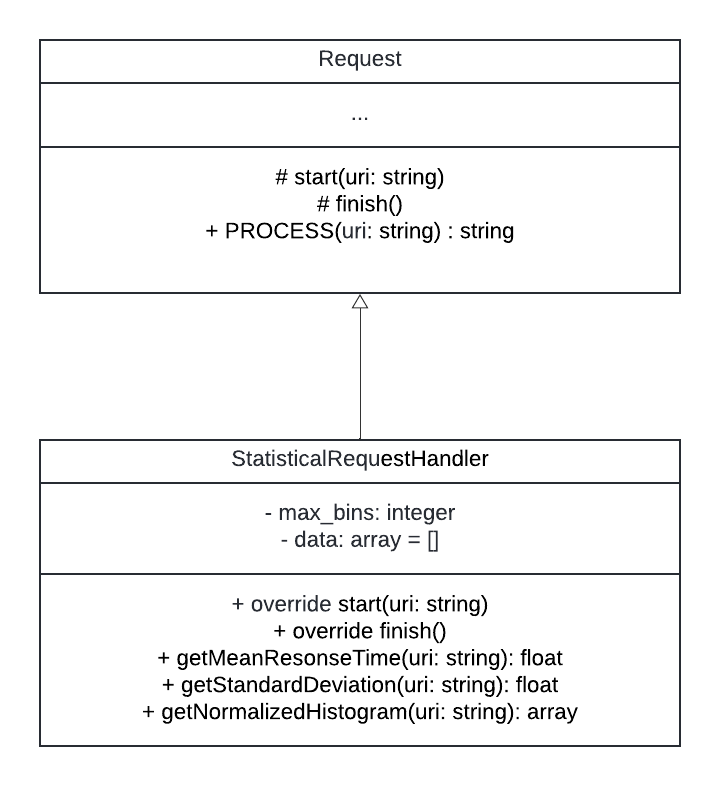 Request
...
# start(uri: string)
# finish()
+ PROCESS(uri: string) : string
StatisticalRequestHandler
- max_bins: integer
- data: array = []
+ override start(uri: string)
+ override finish()
+ getMeanResonseTime(uri: string): float
+ getStandardDeviation(uri: string): float
+ getNormalizedHistogram(uri: string): array